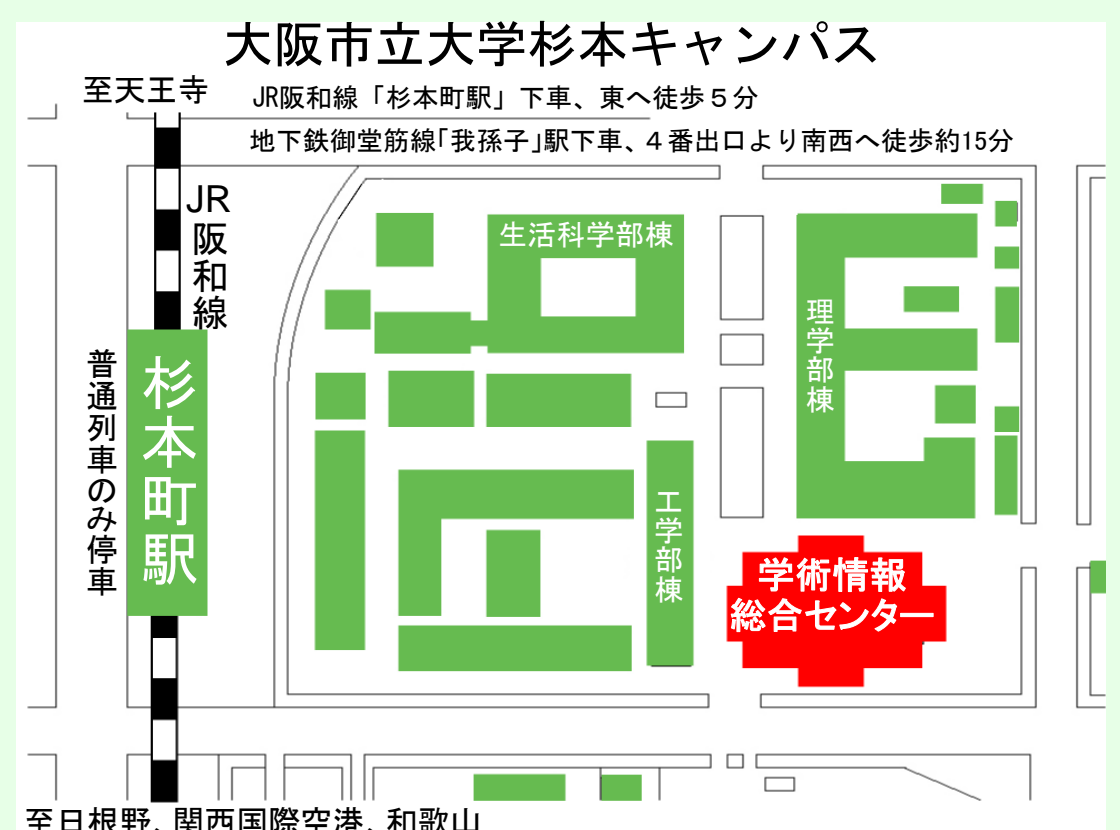 大阪市立大学杉本キャンパス
至天王寺
JR阪和線「杉本町駅」下車、東へ徒歩５分
地下鉄御堂筋線｢我孫子｣駅下車、４番出口より南西へ徒歩約15分
JR阪和線
生活科学部棟
理学部棟
普通列車のみ停車
杉本町駅
工学部棟
学術情報
総合センター
至日根野、関西国際空港、和歌山